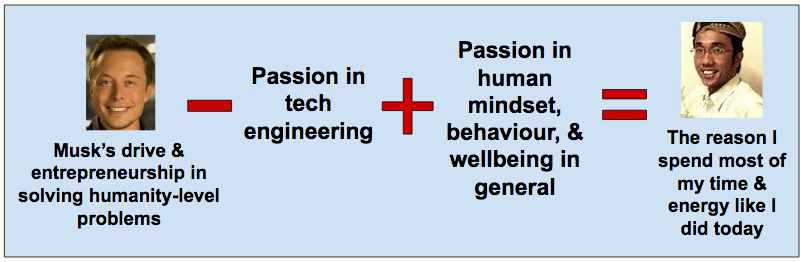 Musk's drive &
entrepreneurship in
solving humanity-level
problems
Passion in
tech
engineering
Passion in
human
mindset,
behaviour, &
wellbeing in
general
The reason I
spend most of
my time &
energy like I
did today